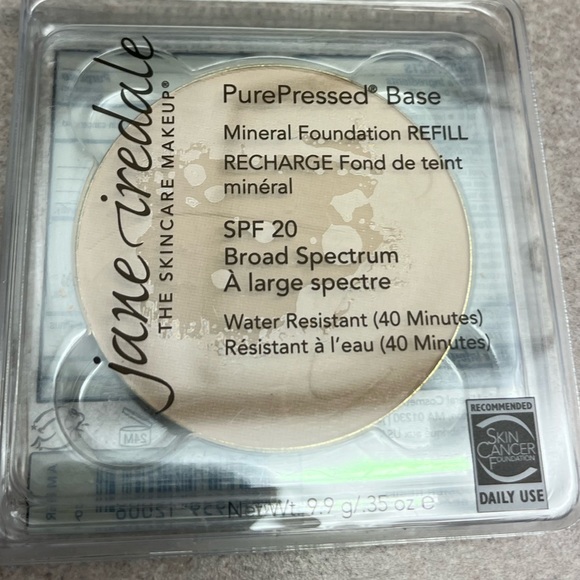 jane iredale
THE SKINCARE MAKEUP®
PurePressed® Base
Mineral Foundation REFILL
RECHARGE Fond de teint
minéral
SPF 20
Broad Spectrum
À large spectre
Water Resistant (40 Minutes)
Résistant à l'eau (40 Minutes)
24M
RECOMMENDED
SKIN
CANCER
FOUNDATION
DAILY USE
Net Wt. 9.9 g/.35 oz e